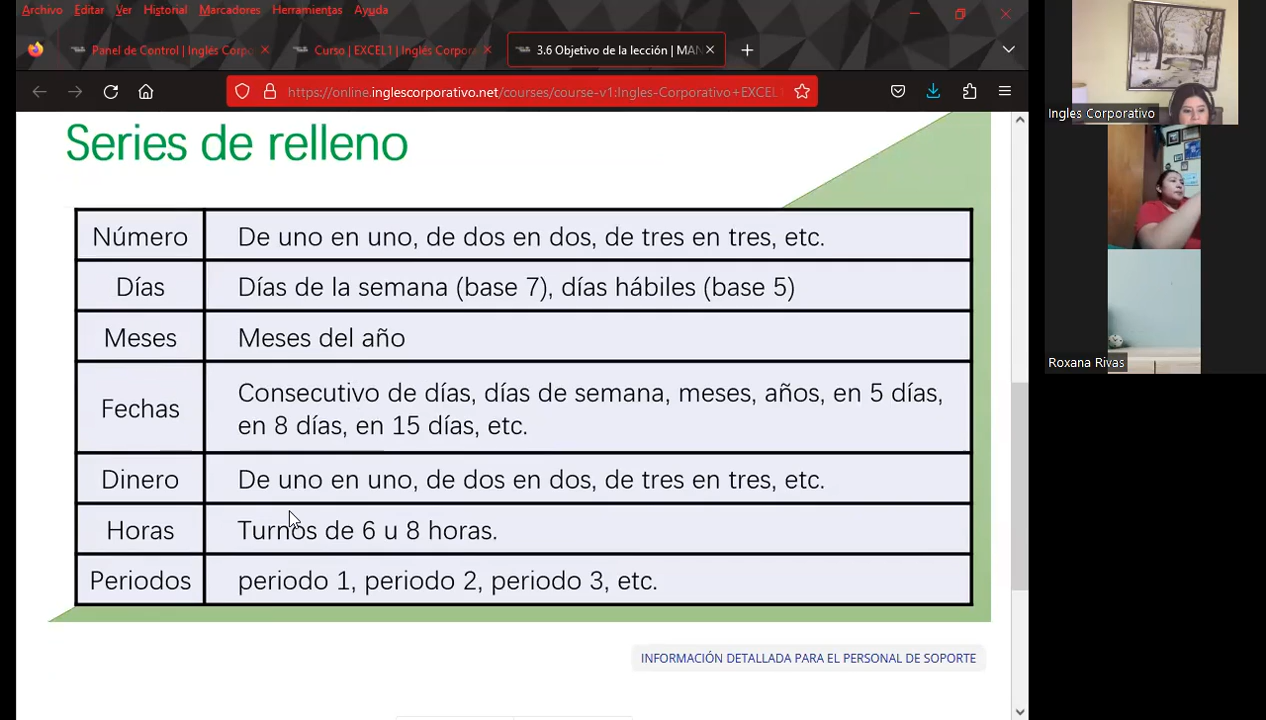 Archivo Editar Ver Historial Marcadores Herramientas Ayuda
Panel de Control | Inglés Corpo
Curso | EXCEL1 | Inglés Corpor
3.6 Objetivo de la lección | MAN
https://online.inglescorporativo.net/courses/course-v1:Ingles-Corporativo+EXCEL1
Series de relleno
Número De uno en uno, de dos en dos, de tres en tres, etc.
Días Días de la semana (base 7), días hábiles (base 5)
Meses Meses del año
Fechas Consecutivo de días, días de semana, meses, años, en 5 días,
en 8 días, en 15 días, etc.
Dinero De uno en uno, de dos en dos, de tres en tres, etc.
Horas Turnos de 6 u 8 horas.
Periodos periodo 1, periodo 2, periodo 3, etc.
INFORMACIÓN DETALLADA PARA EL PERSONAL DE SOPORTE
Ingles Corporativo
Roxana Rivas